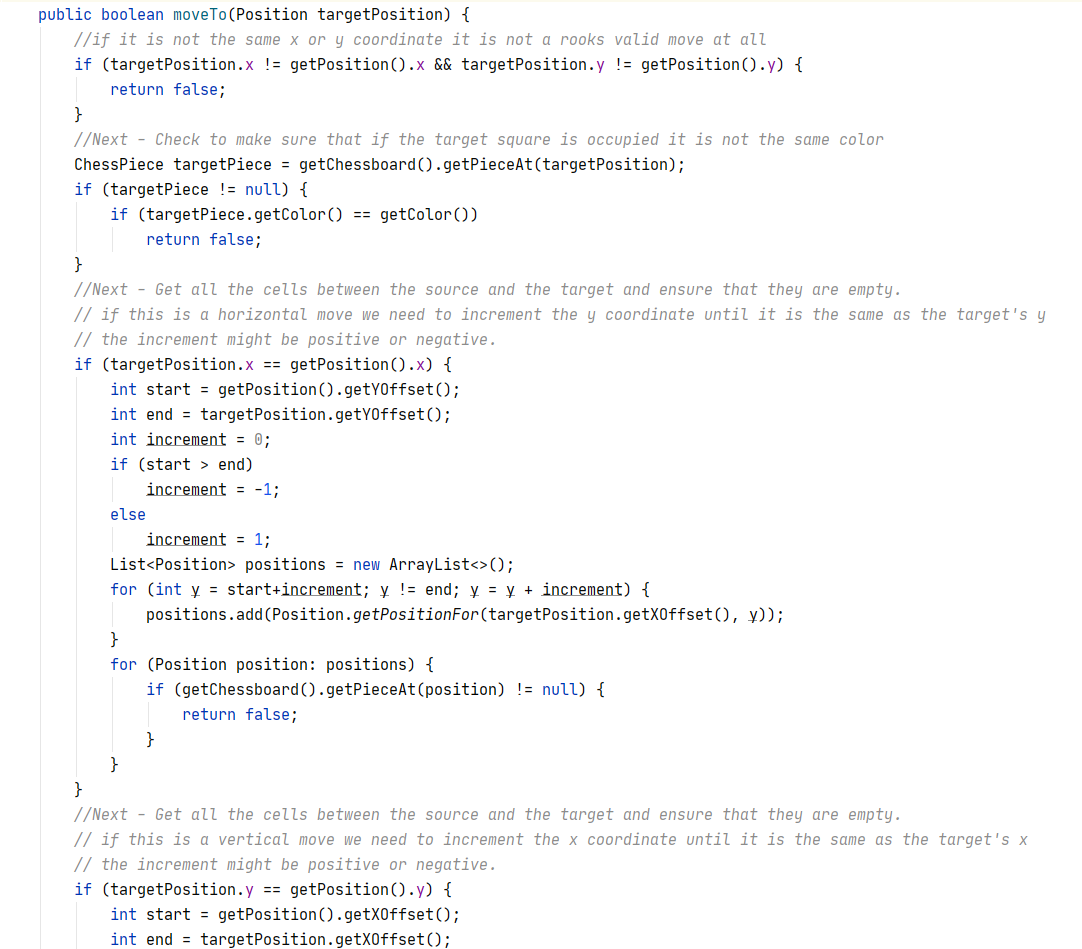 public boolean moveTo(Position targetPosition) {
//if it is not the same x or y coordinate it is not a rooks valid move at all
if (targetPosition.x != getPosition().x && targetPosition.y != getPosition().y) {
return false;
}
//Next - Check to make sure that if the target square is occupied it is not the same color
ChessPiece targetPiece = getChessboard().getPieceAt(targetPosition);
if (targetPiece != null) {
if (targetPiece.getColor() == getColor())
return false;
}
//Next - Get all the cells between the source and the target and ensure that they are empty.
// if this is a horizontal move we need to increment the y coordinate until it is the same as the target's y
// the increment might be positive or negative.
if (targetPosition.x == getPosition().x) {
int start = getPosition().getYOffset();
int end = targetPosition.getYOffset();
int increment = 0;
if (start > end)
increment = -1;
else
increment = 1;
List<Position> positions = new ArrayList<>();
for (int y = start+increment; y != end; y = y + increment) {
positions.add(Position.getPositionFor(targetPosition.getXOffset(), y));
}
for (Position position: positions) {
if (getChessboard().getPieceAt(position) != null) {
return false;
}
}
}
//Next - Get all the cells between the source and the target and ensure that they are empty.
// if this is a vertical move we need to increment the x coordinate until it is the same as the target's x
// the increment might be positive or negative.
if (targetPosition.y == getPosition().y) {
int start = getPosition().getXOffset();
int end = targetPosition.getXOffset();